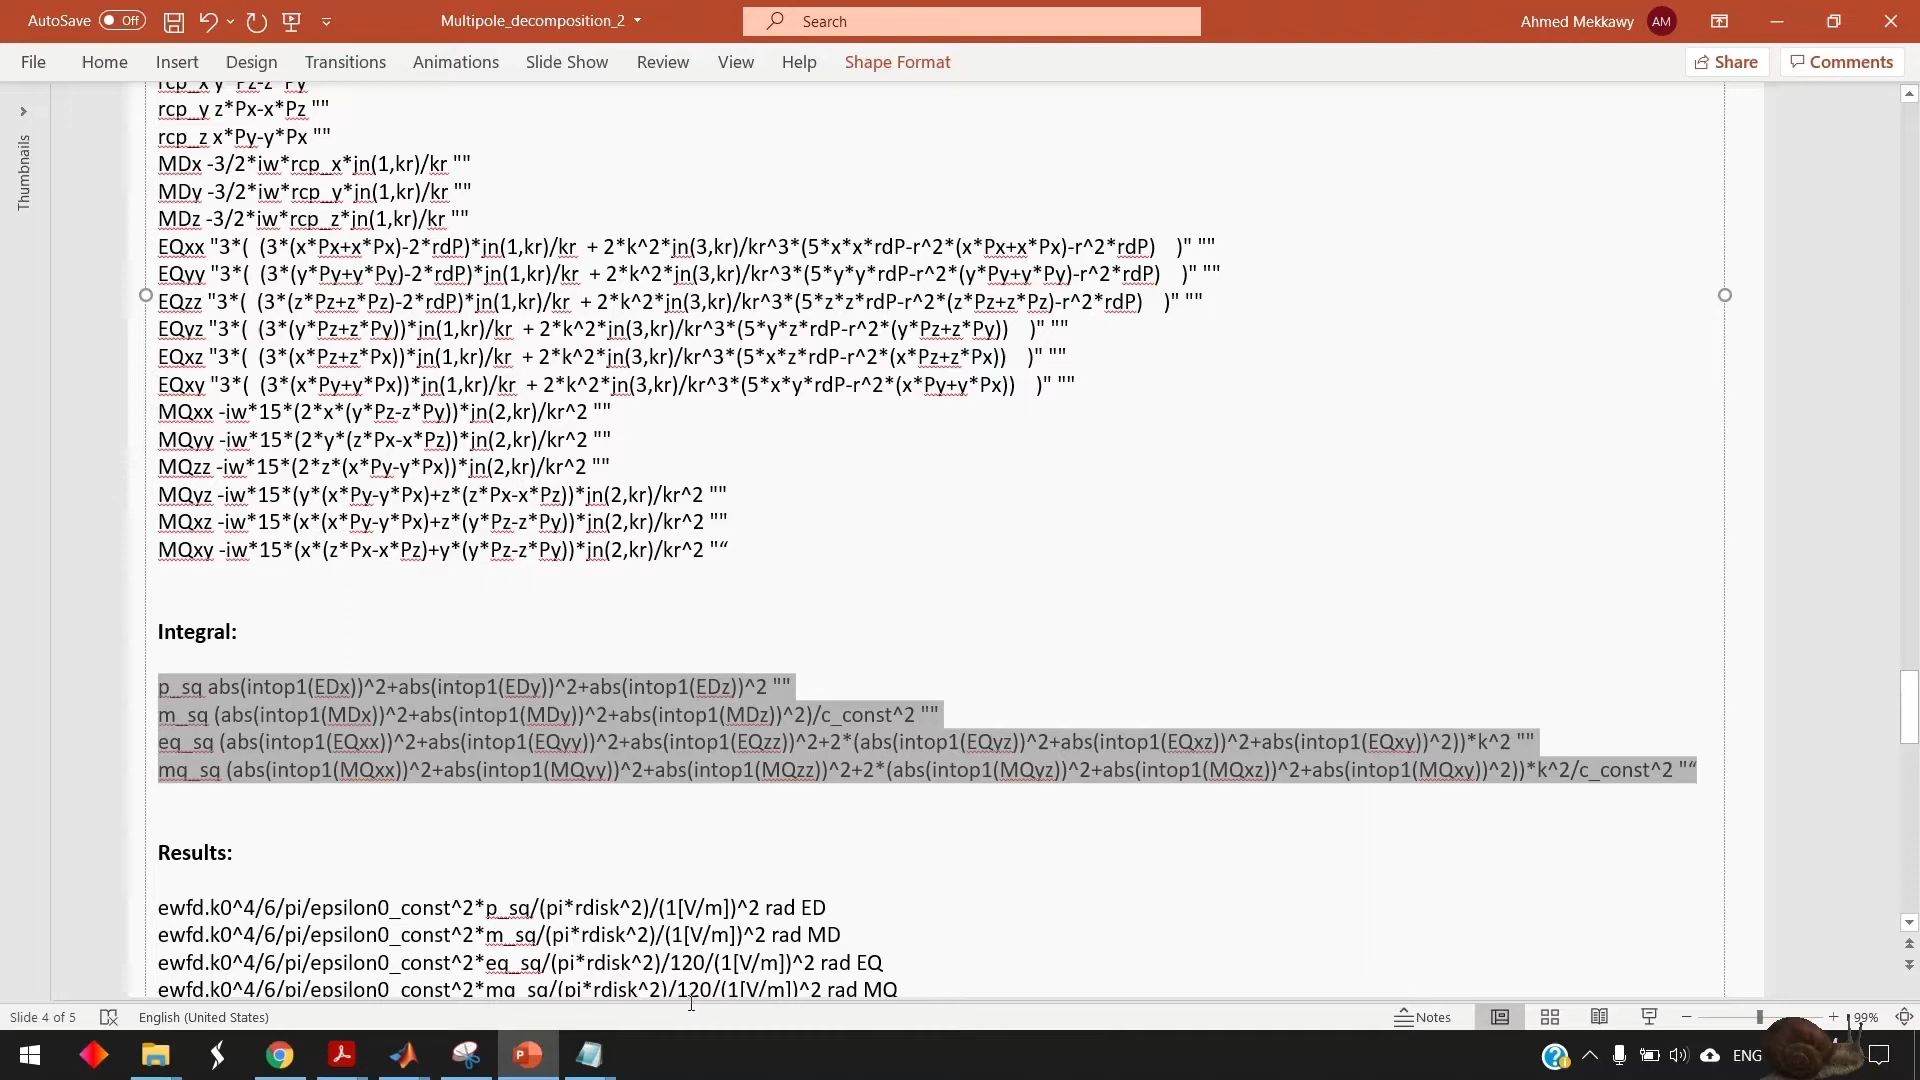 AutoSave Off
Multipole_decomposition_2
Search
Ahmed Mekkawy AM
File Home Insert Design Transitions Animations Slide Show Review View Help Shape Format
Share Comments
Thumbnails
rcp_x y*Pz-z*Py
rcp_y z*Px-x*Pz ""
rcp_z x*Py-y*Px ""
MDx -3/2*iw*rcp_x*jn(1,kr)/kr ""
MDy -3/2*iw*rcp_y*jn(1,kr)/kr ""
MDz -3/2*iw*rcp_z*jn(1,kr)/kr ""
EQxx "3*(  (3*(x*Px+x*Px)-2*rdP)*jn(1,kr)/kr  + 2*k^2*jn(3,kr)/kr^3*(5*x*x*rdP-r^2*(x*Px+x*Px)-r^2*rdP)    )" ""
EQyy "3*(  (3*(y*Py+y*Py)-2*rdP)*jn(1,kr)/kr  + 2*k^2*jn(3,kr)/kr^3*(5*y*y*rdP-r^2*(y*Py+y*Py)-r^2*rdP)    )" ""
EQzz "3*(  (3*(z*Pz+z*Pz)-2*rdP)*jn(1,kr)/kr  + 2*k^2*jn(3,kr)/kr^3*(5*z*z*rdP-r^2*(z*Pz+z*Pz)-r^2*rdP)    )" ""
EQyz "3*(  (3*(y*Pz+z*Py))*jn(1,kr)/kr  + 2*k^2*jn(3,kr)/kr^3*(5*y*z*rdP-r^2*(y*Pz+z*Py))    )" ""
EQxz "3*(  (3*(x*Pz+z*Px))*jn(1,kr)/kr  + 2*k^2*jn(3,kr)/kr^3*(5*x*z*rdP-r^2*(x*Pz+z*Px))    )" ""
EQxy "3*(  (3*(x*Py+y*Px))*jn(1,kr)/kr  + 2*k^2*jn(3,kr)/kr^3*(5*x*y*rdP-r^2*(x*Py+y*Px))    )" ""
MQxx -iw*15*(2*x*(y*Pz-z*Py))*jn(2,kr)/kr^2 ""
MQyy -iw*15*(2*y*(z*Px-x*Pz))*jn(2,kr)/kr^2 ""
MQzz -iw*15*(2*z*(x*Py-y*Px))*jn(2,kr)/kr^2 ""
MQyz -iw*15*(y*(x*Py-y*Px)+z*(z*Px-x*Pz))*jn(2,kr)/kr^2 ""
MQxz -iw*15*(x*(x*Py-y*Px)+z*(y*Pz-z*Py))*jn(2,kr)/kr^2 ""
MQxy -iw*15*(x*(z*Px-x*Pz)+y*(y*Pz-z*Py))*jn(2,kr)/kr^2 "“
Integral:
p_sq abs(intop1(EDx))^2+abs(intop1(EDy))^2+abs(intop1(EDz))^2 ""
m_sq (abs(intop1(MDx))^2+abs(intop1(MDy))^2+abs(intop1(MDz))^2)/c_const^2 ""
eq_sq (abs(intop1(EQxx))^2+abs(intop1(EQyy))^2+abs(intop1(EQzz))^2+2*(abs(intop1(EQyz))^2+abs(intop1(EQxz))^2+abs(intop1(EQxy))^2))*k^2 ""
mq_sq (abs(intop1(MQxx))^2+abs(intop1(MQyy))^2+abs(intop1(MQzz))^2+2*(abs(intop1(MQyz))^2+abs(intop1(MQxz))^2+abs(intop1(MQxy))^2))*k^2/c_const^2 "“
Results:
ewfd.k0^4/6/pi/epsilon0_const^2*p_sq/(pi*rdisk^2)/(1[V/m])^2 rad ED
ewfd.k0^4/6/pi/epsilon0_const^2*m_sq/(pi*rdisk^2)/(1[V/m])^2 rad MD
ewfd.k0^4/6/pi/epsilon0_const^2*eq_sq/(pi*rdisk^2)/120/(1[V/m])^2 rad EQ
ewfd.k0^4/6/pi/epsilon0_const^2*mq_sq/(pi*rdisk^2)/120/(1[V/m])^2 rad MQ
Slide 4 of 5 English (United States) Notes 99%
ENG